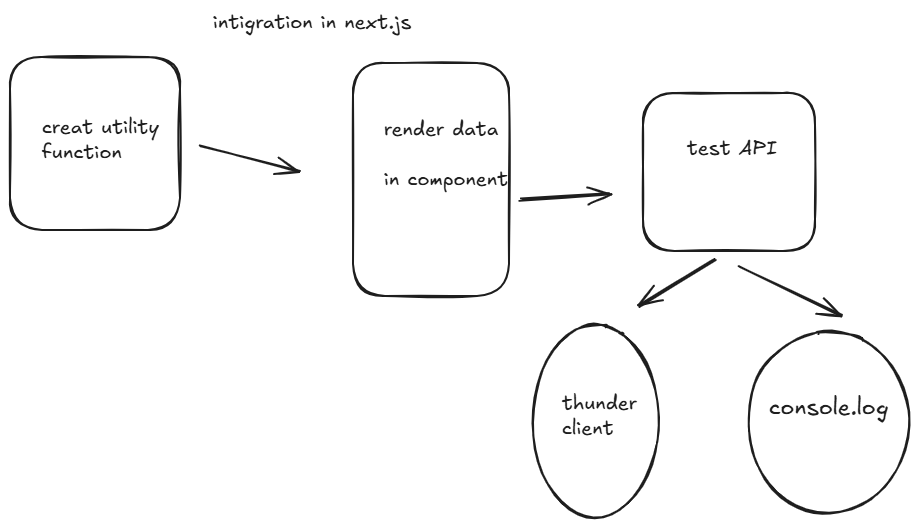 intigration in next.js
creat utility
function
render data
in component
test API
thunder
client
console.log